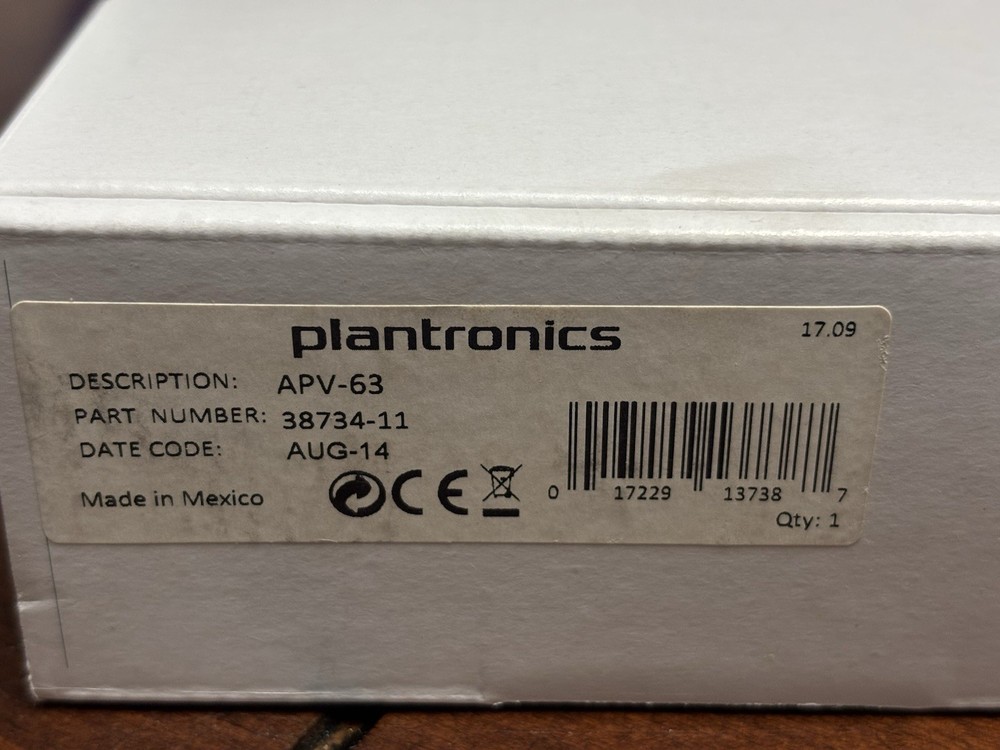 plantronics
17.09
DESCRIPTION: APV-63
PART NUMBER: 38734-11
DATE CODE: AUG-14
Made in Mexico
CE
0 17229 13738 7
Qty: 1